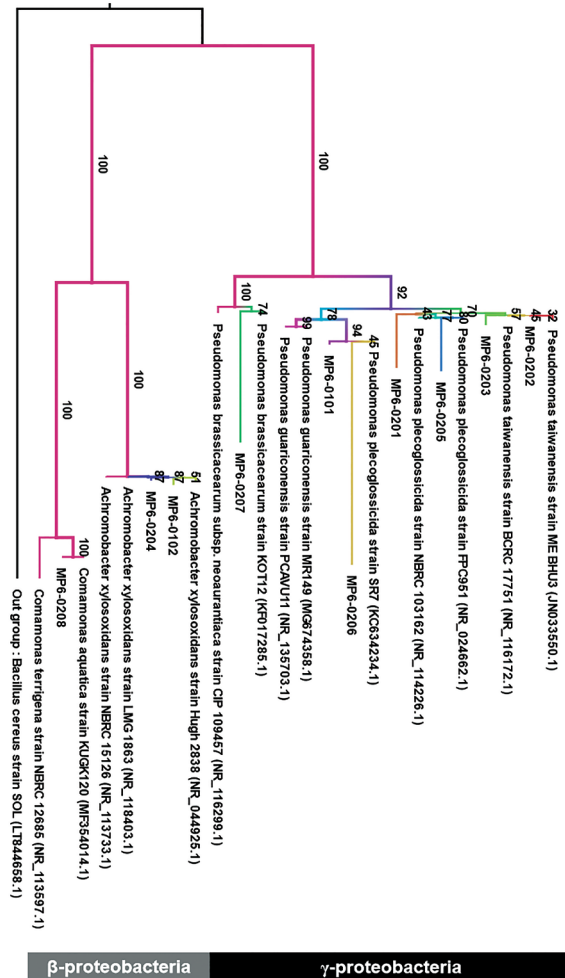 Pseudomonas taiwanensis strain ME BHU3 (JN033550.1)
32
MP6-0202
45
Pseudomonas taiwanensis strain BCRC 17751 (NR_116172.1)
57
MP6-0203
70
Pseudomonas plecoglossicida strain FPC951 (NR_024662.1)
80
MP6-0205
77
Pseudomonas plecoglossicida strain NBRC 103162 (NR_114226.1)
43
MP6-0201
92
Pseudomonas plecoglossicida strain SR7 (KC634234.1)
45
MP6-0206
94
MP6-0101
78
Pseudomonas guariconensis strain MR149 (MG674358.1)
99
Pseudomonas guariconensis strain PCAVU11 (NR_135703.1)
100
Pseudomonas brassicacearum strain KOT12 (KF017285.1)
74
MP6-0207
100
Pseudomonas brassicacearum subsp. neoaurantiaca strain CIP 109457 (NR_116299.1)
Achromobacter xylosoxidans strain Hugh 2838 (NR_044925.1)
51
MP6-0102
87
MP6-0204
87
Achromobacter xylosoxidans strain LMG 1863 (NR_118403.1)
100
Achromobacter xylosoxidans strain NBRC 15126 (NR_113733.1)
100
Comamonas aquatica strain KUGK120 (MF354014.1)
100
MP6-0208
100
Comamonas terrigena strain NBRC 12685 (NR_113597.1)
Out group : Bacillus cereus strain SOL (LT844658.1)
β-proteobacteria
γ-proteobacteria